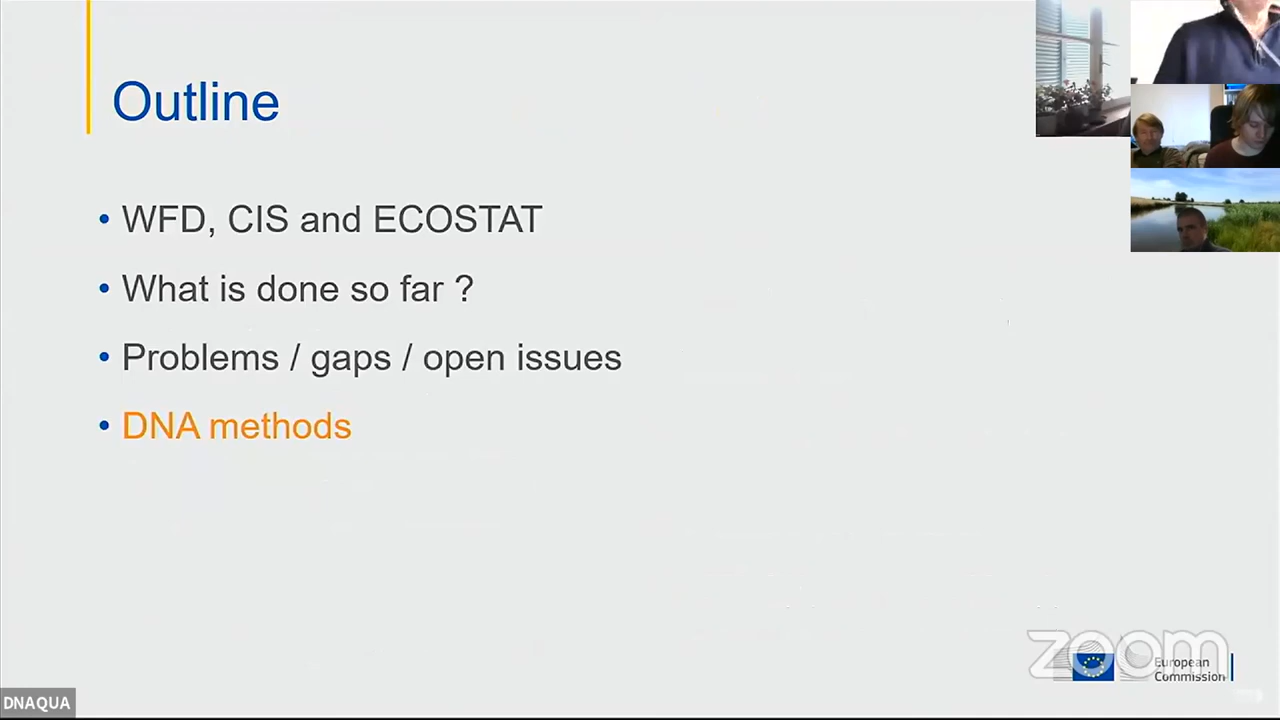 Outline
• WFD, CIS and ECOSTAT
• What is done so far ?
• Problems / gaps / open issues
• DNA methods
zoom
European
Commission
DNAQUA